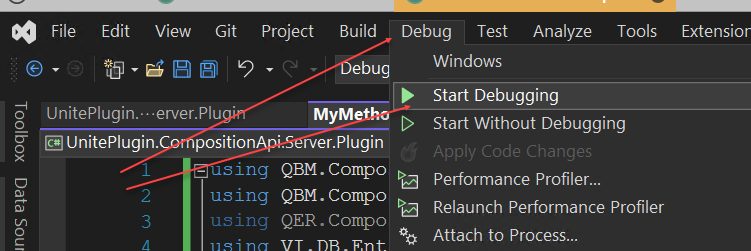 File Edit View Git Project Build Debug Test Analyze Tools Extension
Debug
Windows
Start Debugging
Start Without Debugging
Apply Code Changes
Performance Profiler...
Relaunch Performance Profiler
Attach to Process...
UnitePlugin.⋯erver.Plugin
MyMetho
C# UnitePlugin.CompositionApi.Server.Plugin
1 using QBM.Compo
2 using QBM.Compo
3 using QER.Compo
4 using VI.DB.Ent
Toolbox
Data Sour